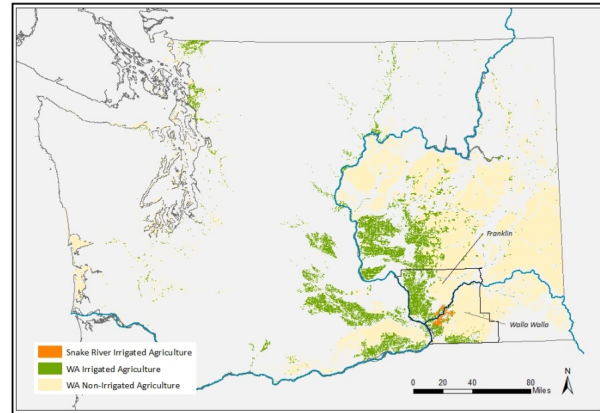 Franklin
Walla Walla
Snake River Irrigated Agriculture
WA Irrigated Agriculture
WA Non-Irrigated Agriculture
0 20 40 80
Miles
N